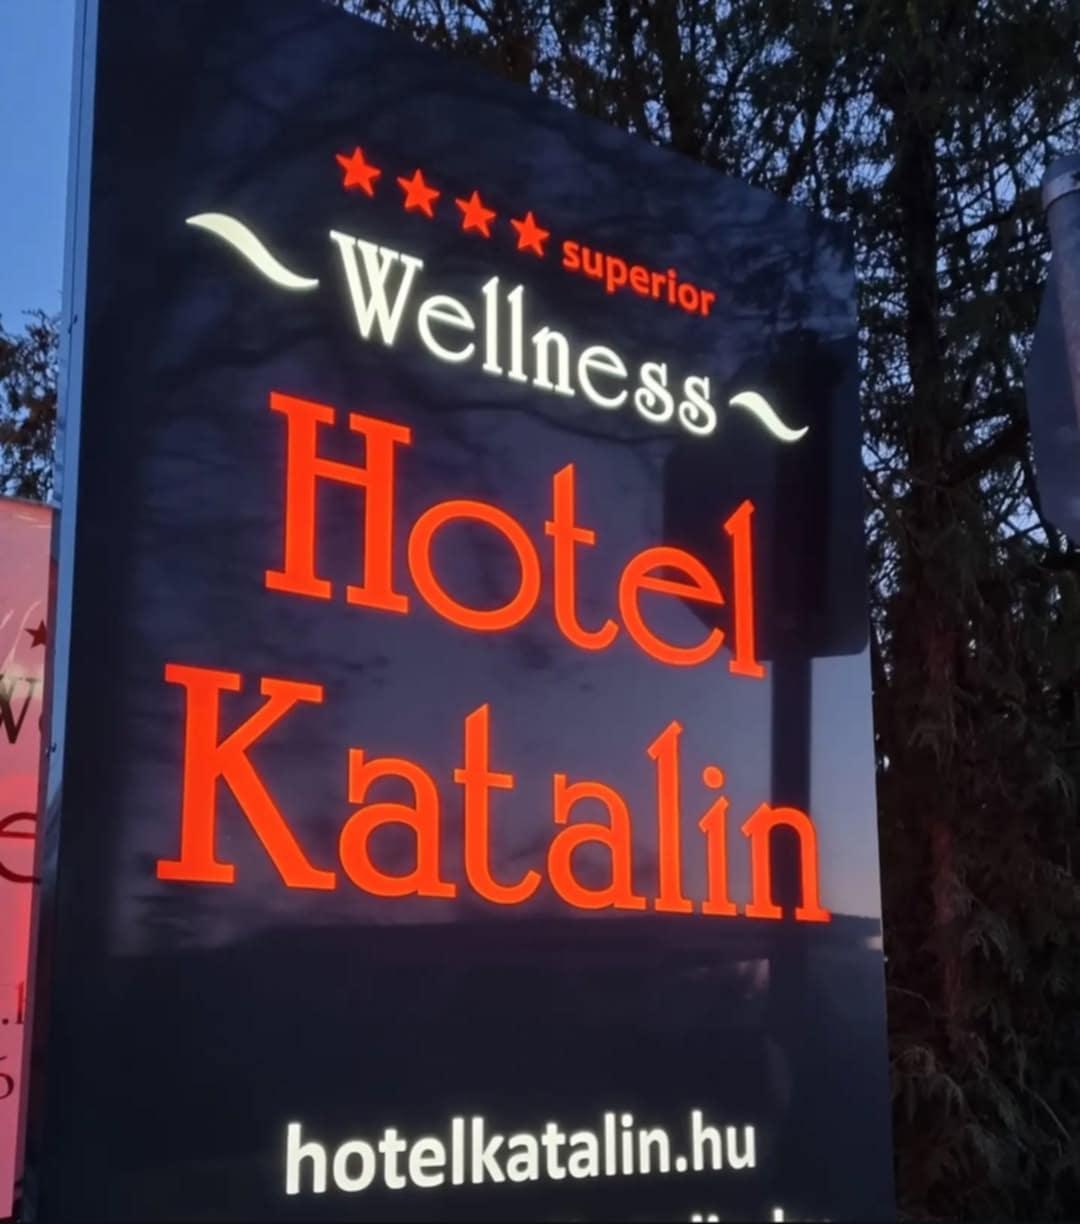 ★★★★ superior
~Wellness~
Hotel
Katalin
hotelkatalin.hu